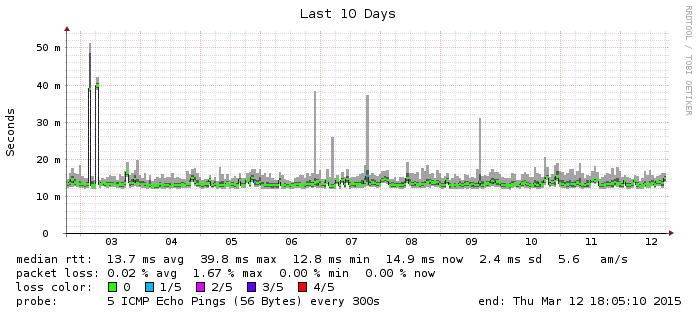 Last 10 Days
RRDTOOL / TOBI OETIKER
Seconds
50 m
40 m
30 m
20 m
10 m
0
03 04 05 06 07 08 09 10 11 12
median rtt: 13.7 ms avg 39.8 ms max 12.8 ms min 14.9 ms now 2.4 ms sd 5.6 am/s
packet loss: 0.02 % avg 1.67 % max 0.00 % min 0.00 % now
loss color: 0 1/5 2/5 3/5 4/5
probe: 5 ICMP Echo Pings (56 Bytes) every 300s end: Thu Mar 12 18:05:10 2015